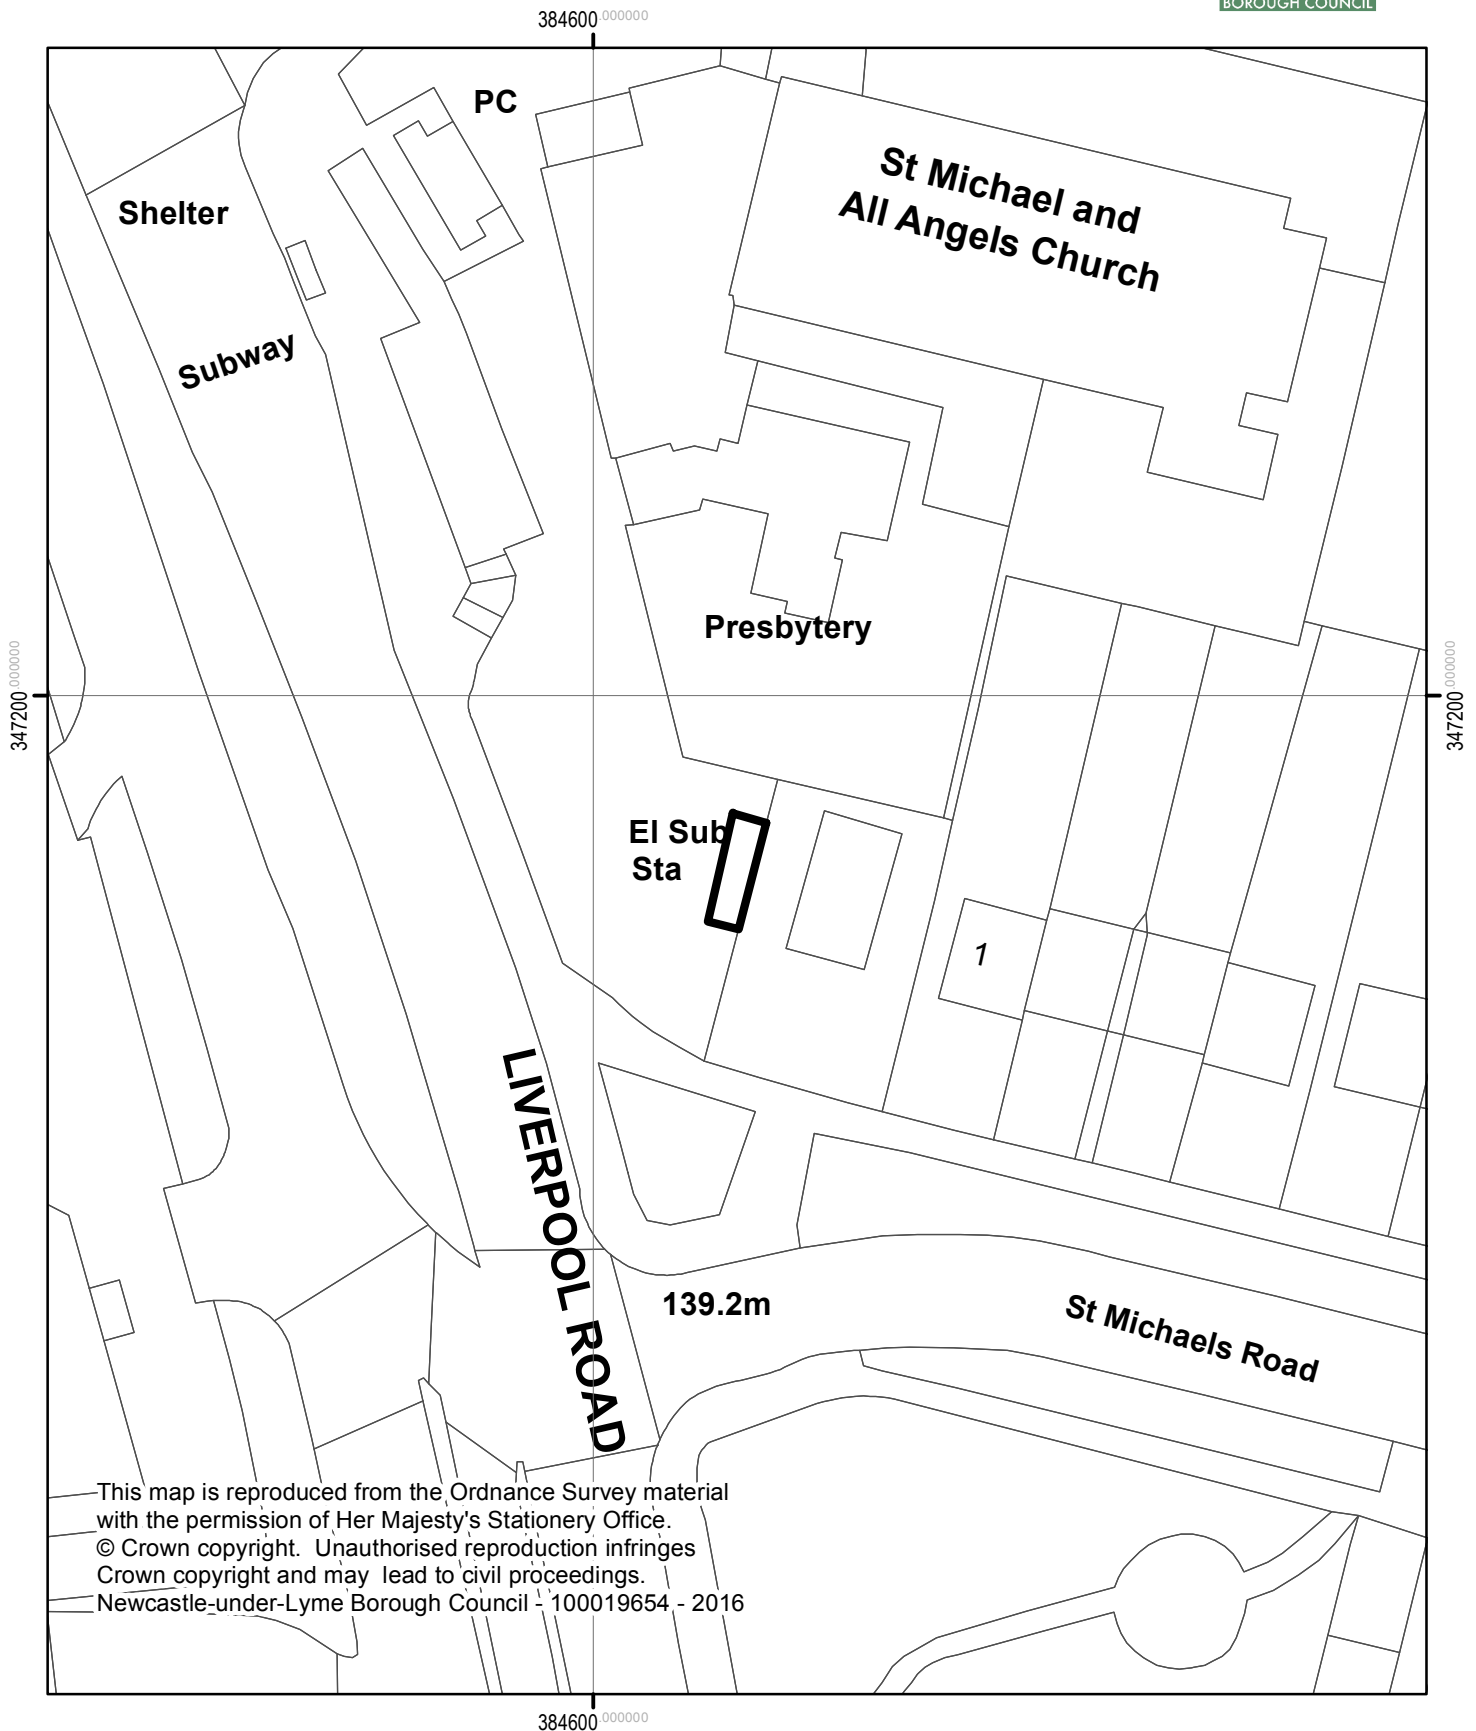 BOROUGH COUNCIL
384600.000000
PC
St Michael and
All Angels Church
Shelter
Subway
Presbytery
347200.000000
347200.000000
El Sub
Sta
1
LIVERPOOL ROAD
139.2m
St Michaels Road
This map is reproduced from the Ordnance Survey material
with the permission of Her Majesty's Stationery Office.
© Crown copyright. Unauthorised reproduction infringes
Crown copyright and may lead to civil proceedings.
Newcastle-under-Lyme Borough Council - 100019654 - 2016
384600.000000